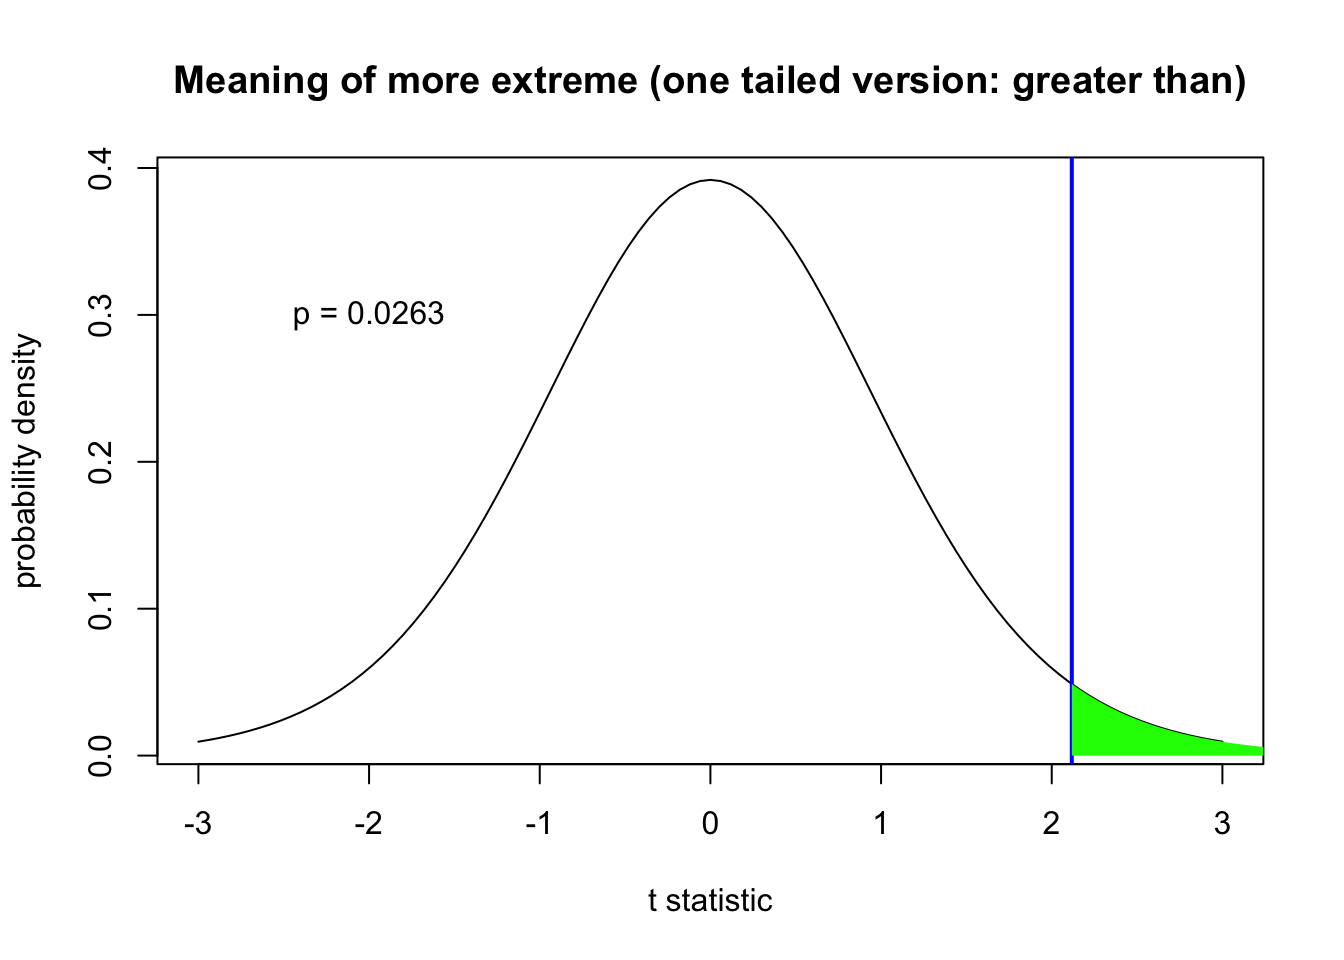 Meaning of more extreme (one tailed version: greater than)
0.4
0.3
0.2
0.1
0.0
probability density
p = 0.0263
-3 -2 -1 0 1 2 3
t statistic